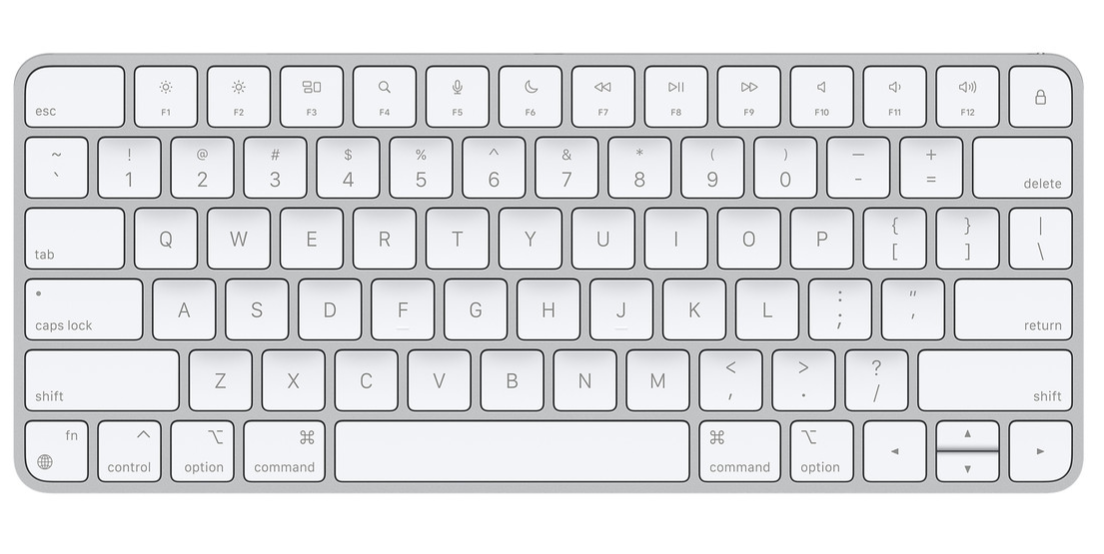 esc F1 F2 F3 F4 F5 F6 F7 F8 F9 F10 F11 F12
~ ! @ # $ % ^ & * ( ) — +
` 1 2 3 4 5 6 7 8 9 0 - = delete
tab Q W E R T Y U I O P { [ } ] | \
caps lock A S D F G H J K L : ; " ' return
shift Z X C V B N M < , > . ? / shift
fn control option ⌘ command ⌘ command option